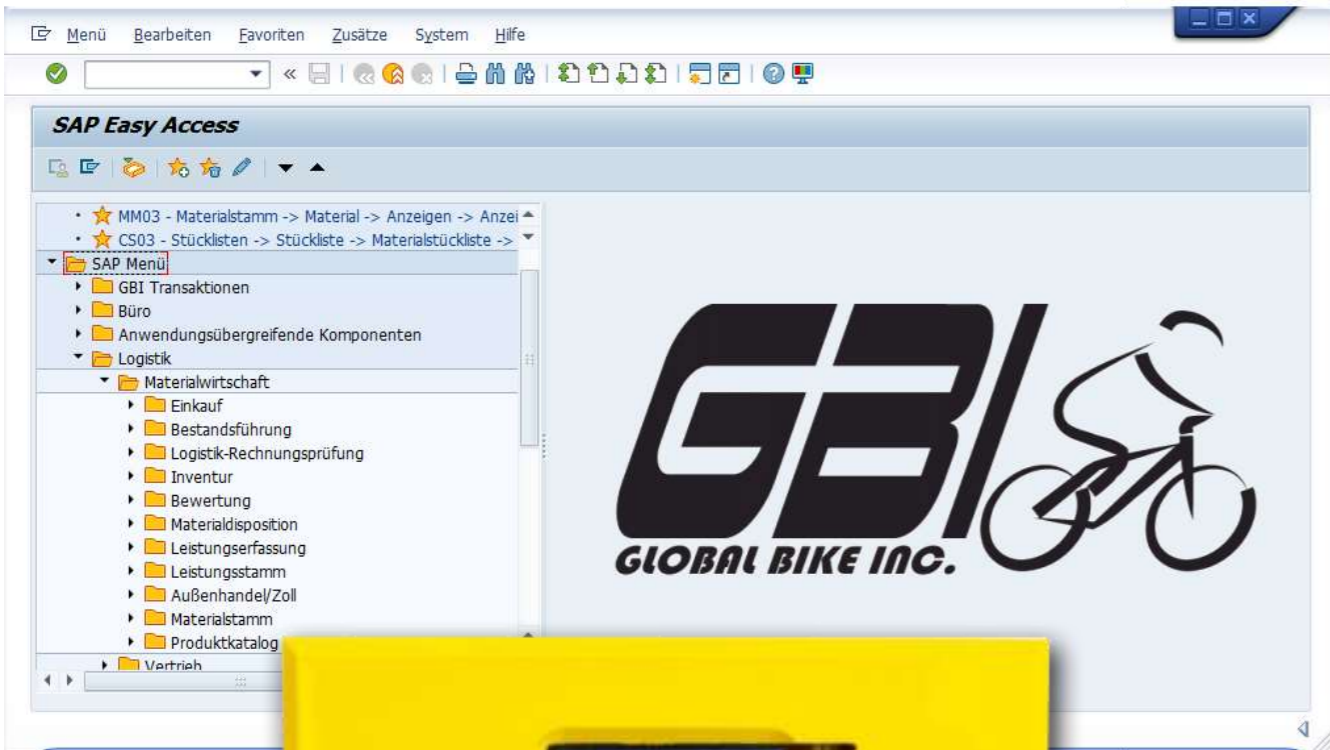 Menü Bearbeiten Favoriten Zusätze System Hilfe
SAP Easy Access
MM03 - Materialstamm -> Material -> Anzeigen -> Anzei
CS03 - Stücklisten -> Stückliste -> Materialstückliste ->
SAP Menü
GBI Transaktionen
Büro
Anwendungsübergreifende Komponenten
Logistik
Materialwirtschaft
Einkauf
Bestandsführung
Logistik-Rechnungsprüfung
Inventur
Bewertung
Materialdisposition
Leistungserfassung
Leistungsstamm
Außenhandel/Zoll
Materialstamm
Produktkatalog
Vertrieb
GBI
GLOBAL BIKE INC.